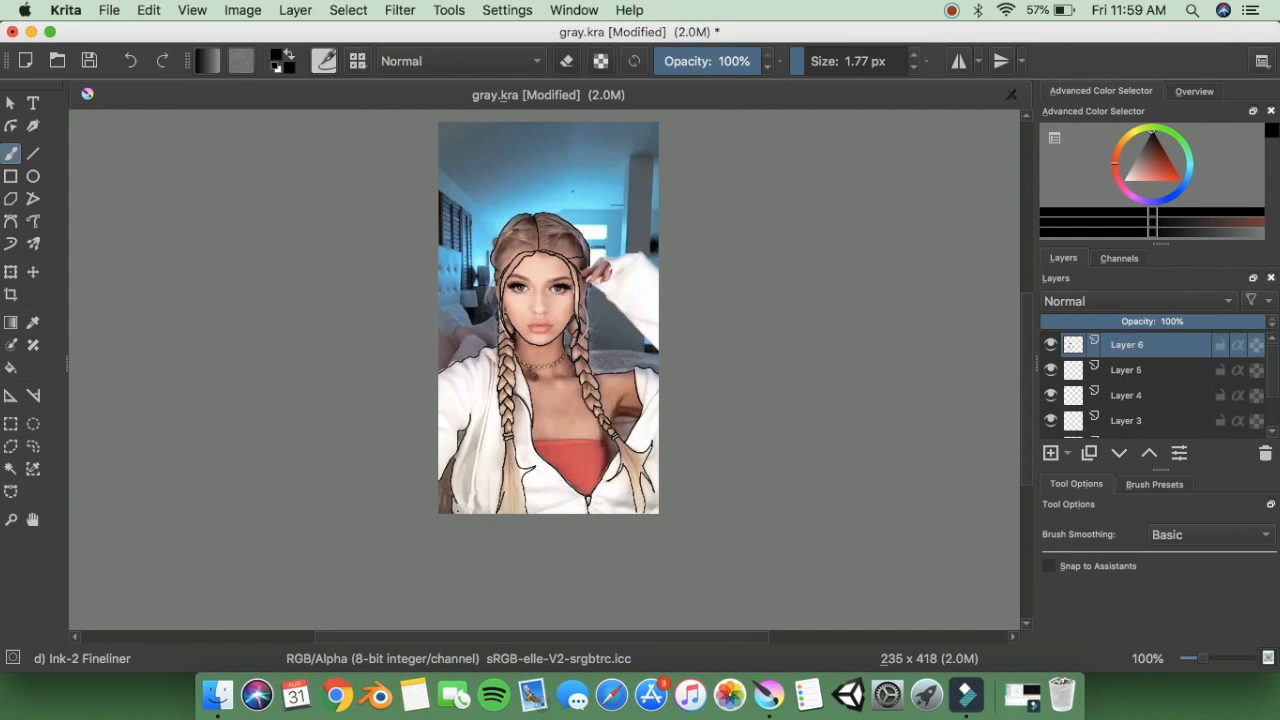 Krita File Edit View Image Layer Select Filter Tools Settings Window Help 57% Fri 11:59 AM
gray.kra [Modified] (2.0M) *
Normal Opacity: 100% Size: 1.77 px
gray.kra [Modified] (2.0M)
Advanced Color Selector Overview
Advanced Color Selector
Layers Channels
Layers
Normal
Opacity: 100%
Layer 6
Layer 5
Layer 4
Layer 3
Tool Options Brush Presets
Tool Options
Brush Smoothing: Basic
Snap to Assistants
d) Ink-2 Fineliner RGB/Alpha (8-bit integer/channel) sRGB-elle-V2-srgbtrc.icc 235 x 418 (2.0M) 100%
AUG
31